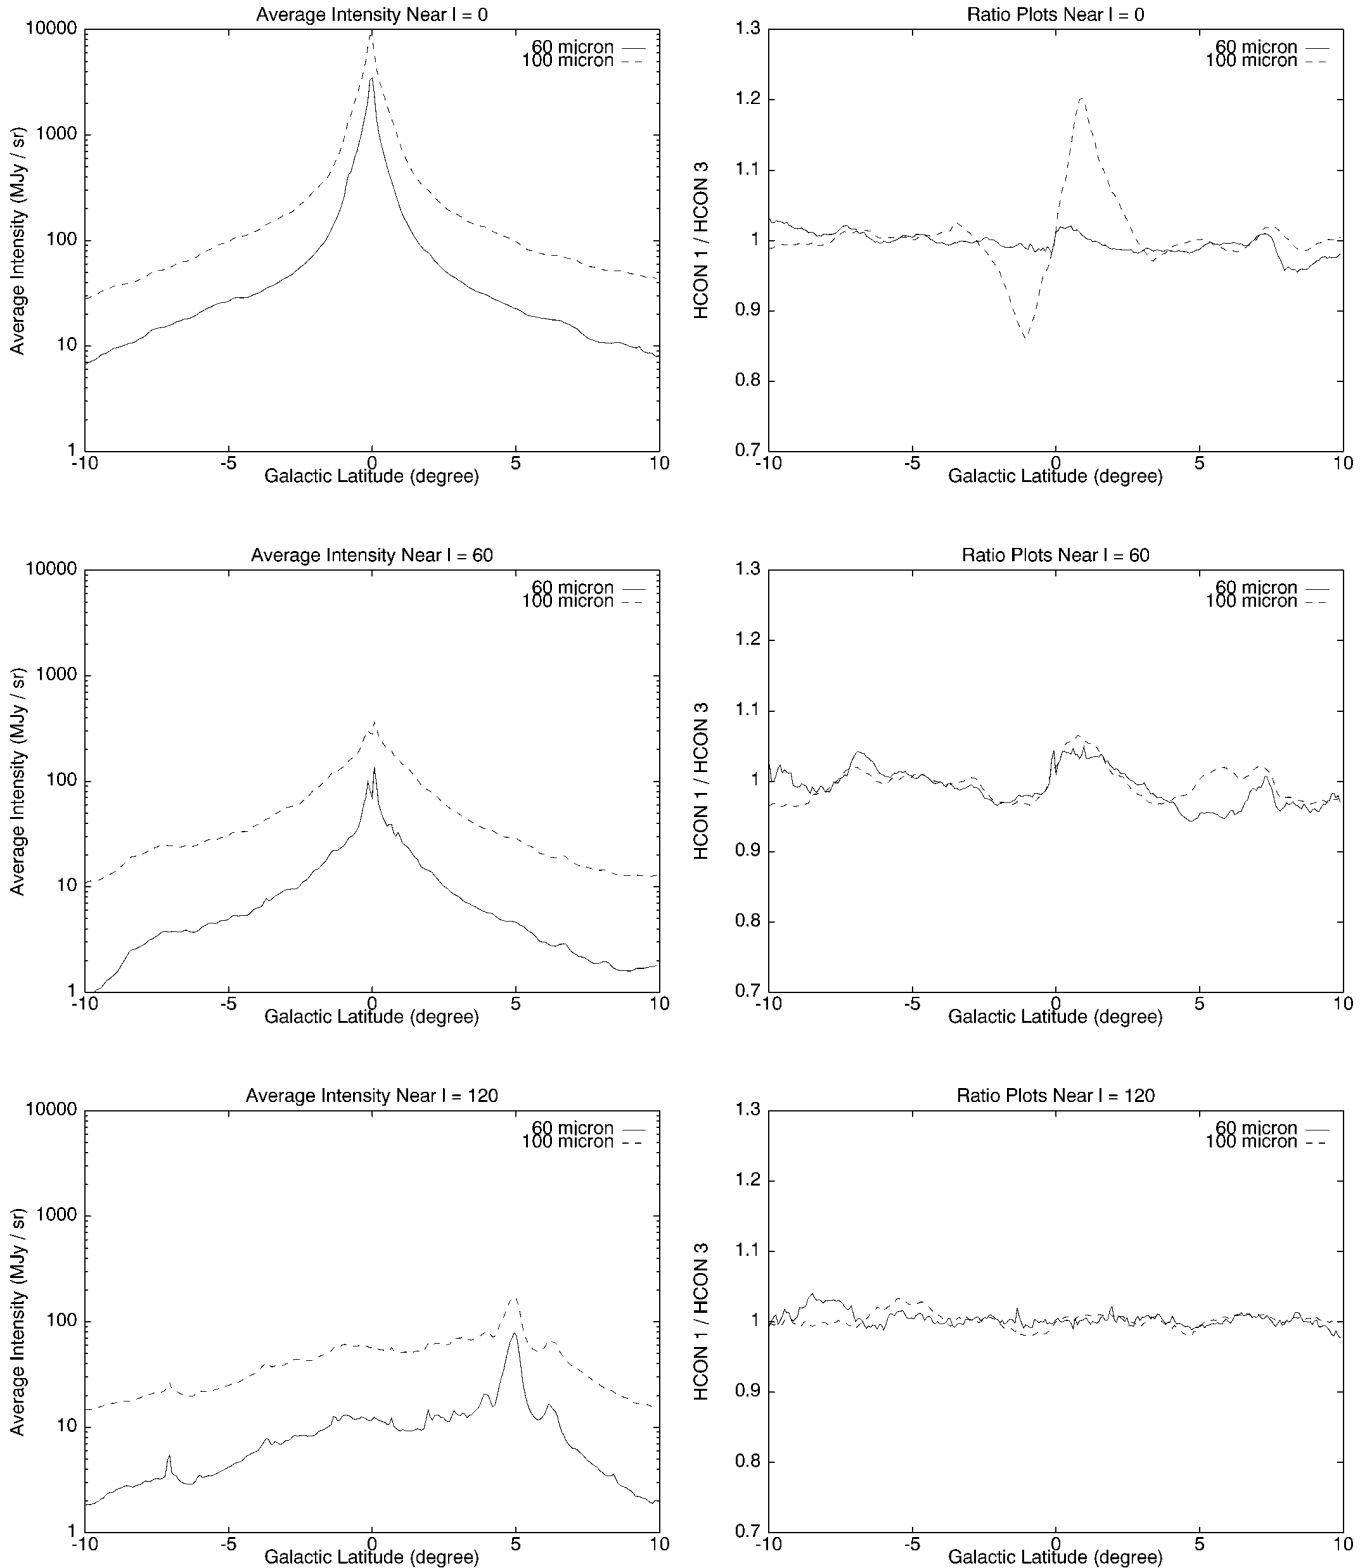 Average Intensity Near l = 0
10000
1000
100
10
1
Average Intensity (MJy / sr)
60 micron
100 micron
-10 -5 0 5 10
Galactic Latitude (degree)
Ratio Plots Near l = 0
1.3
1.2
1.1
1
0.9
0.8
0.7
HCON 1 / HCON 3
60 micron
100 micron
-10 -5 0 5 10
Galactic Latitude (degree)
Average Intensity Near l = 60
10000
1000
100
10
1
Average Intensity (MJy / sr)
60 micron
100 micron
-10 -5 0 5 10
Galactic Latitude (degree)
Ratio Plots Near l = 60
1.3
1.2
1.1
1
0.9
0.8
0.7
HCON 1 / HCON 3
60 micron
100 micron
-10 -5 0 5 10
Galactic Latitude (degree)
Average Intensity Near l = 120
10000
1000
100
10
1
Average Intensity (MJy / sr)
60 micron
100 micron
-10 -5 0 5 10
Galactic Latitude (degree)
Ratio Plots Near l = 120
1.3
1.2
1.1
1
0.9
0.8
0.7
HCON 1 / HCON 3
60 micron
100 micron
-10 -5 0 5 10
Galactic Latitude (degree)